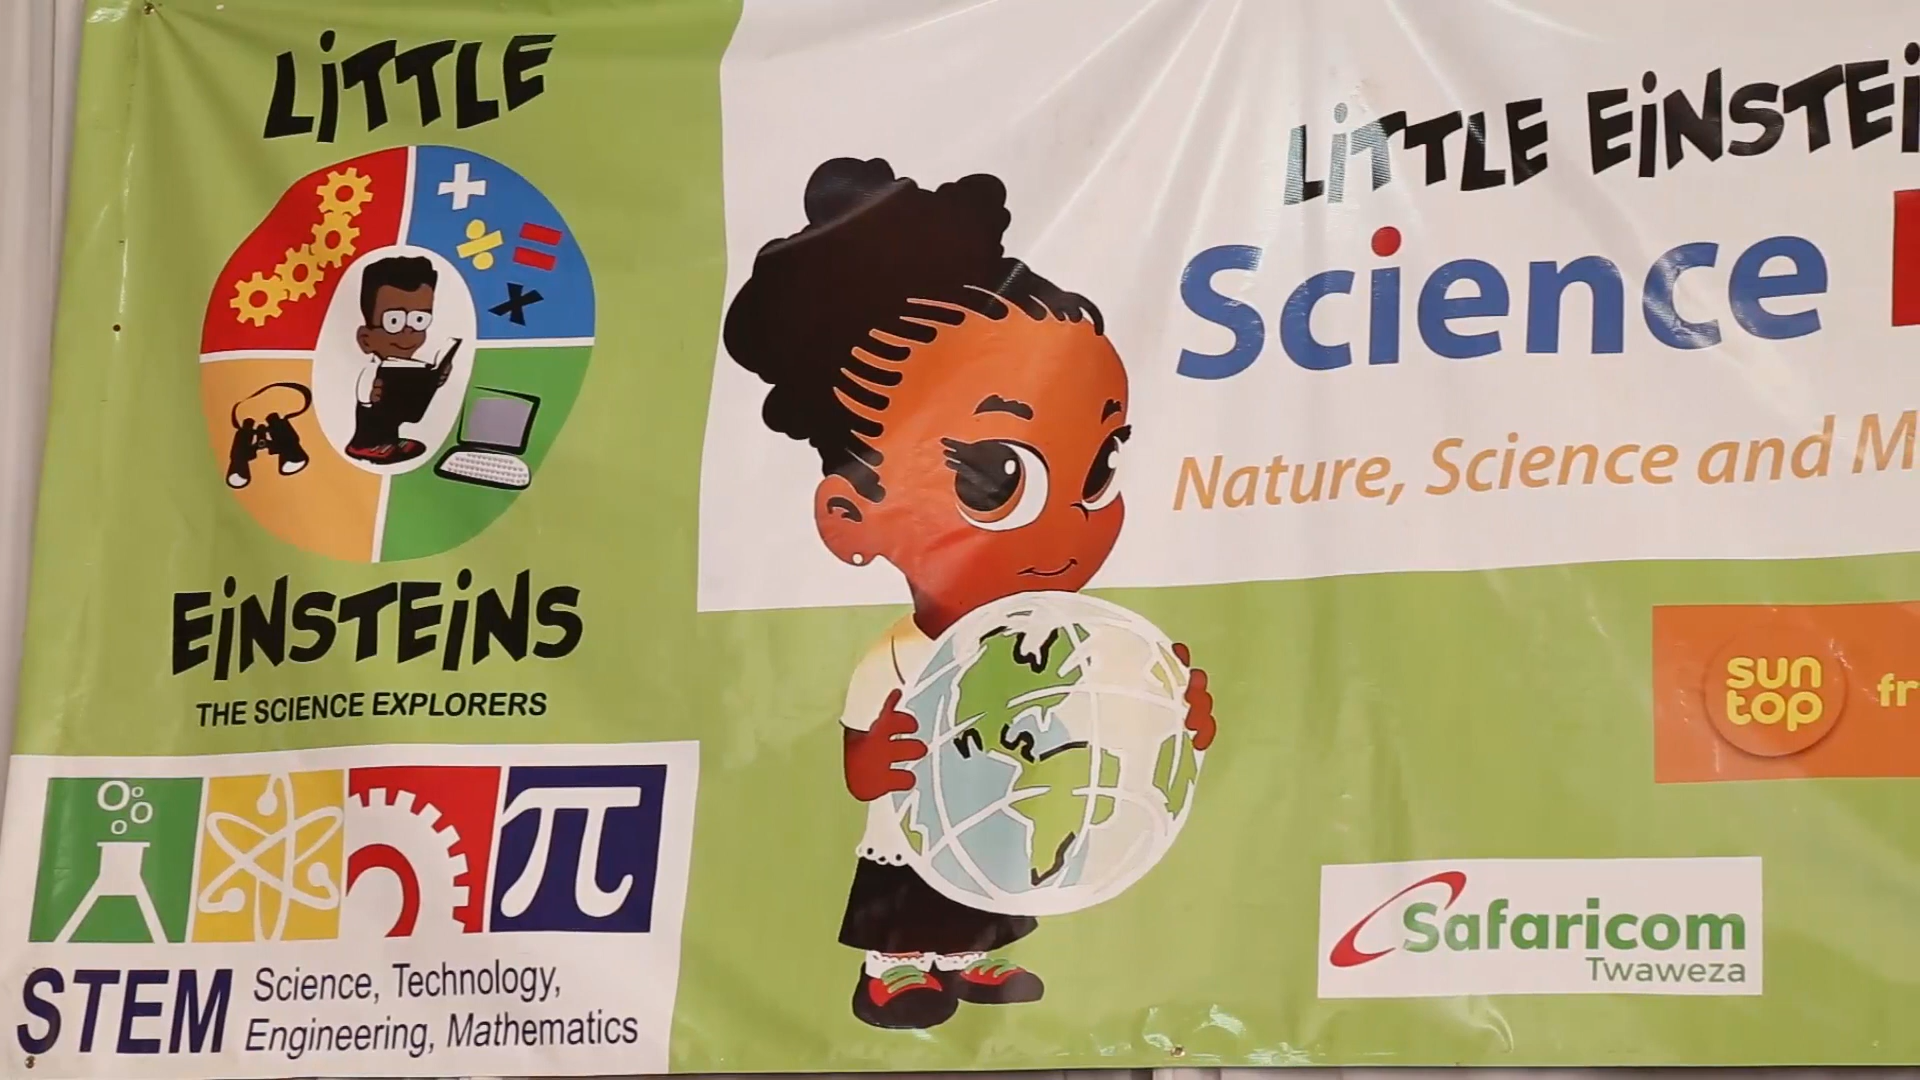 LiTTLE
EiNSTEiNS
THE SCIENCE EXPLORERS
STEM
Science, Technology,
Engineering, Mathematics
LiTTLE
Science
Nature, Science and
sun
top
Safaricom
Twaweza